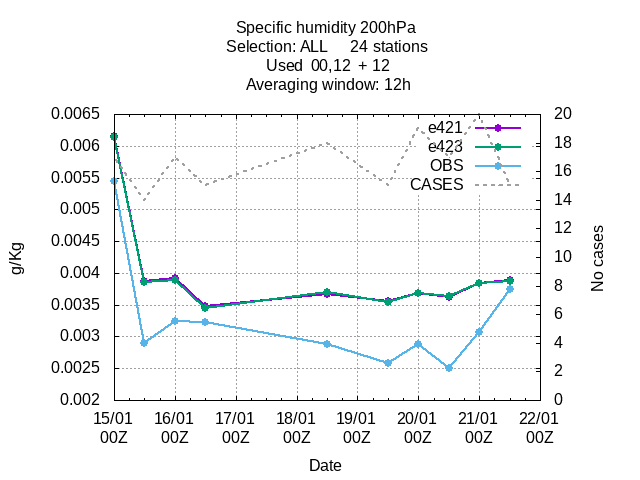 Specific humidity 200hPa
Selection: ALL     24 stations
Used  00,12  + 12
Averaging window: 12h
0.0065
0.006
0.0055
0.005
0.0045
0.004
0.0035
0.003
0.0025
0.002
g/Kg
20
18
16
14
12
10
8
6
4
2
0
No cases
e421
e423
OBS
CASES
15/01 16/01 17/01 18/01 19/01 20/01 21/01 22/01
00Z 00Z 00Z 00Z 00Z 00Z 00Z 00Z
Date